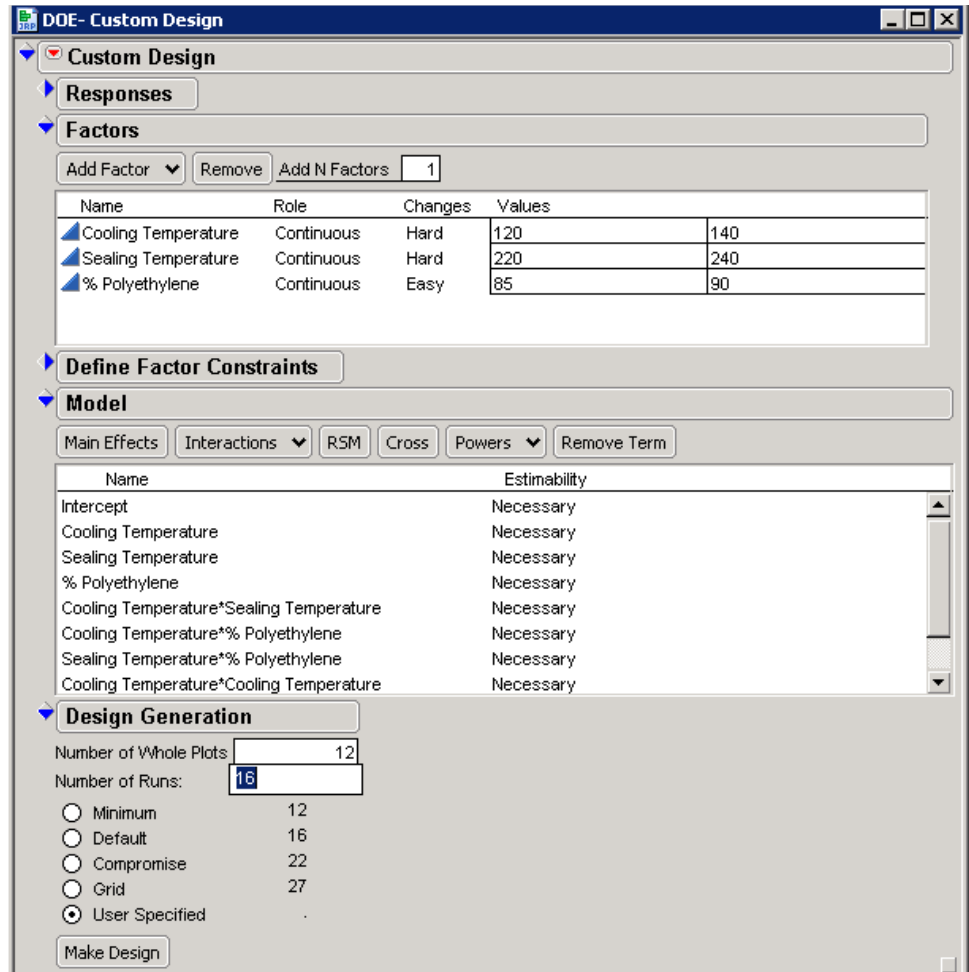 DOE- Custom Design
Custom Design
Responses
Factors
Add Factor Remove Add N Factors 1
Name Role Changes Values
Cooling Temperature Continuous Hard 120 140
Sealing Temperature Continuous Hard 220 240
% Polyethylene Continuous Easy 85 90
Define Factor Constraints
Model
Main Effects Interactions RSM Cross Powers Remove Term
Name Estimability
Intercept Necessary
Cooling Temperature Necessary
Sealing Temperature Necessary
% Polyethylene Necessary
Cooling Temperature*Sealing Temperature Necessary
Cooling Temperature*% Polyethylene Necessary
Sealing Temperature*% Polyethylene Necessary
Cooling Temperature*Cooling Temperature Necessary
Design Generation
Number of Whole Plots 12
Number of Runs: 16
Minimum 12
Default 16
Compromise 22
Grid 27
User Specified .
Make Design